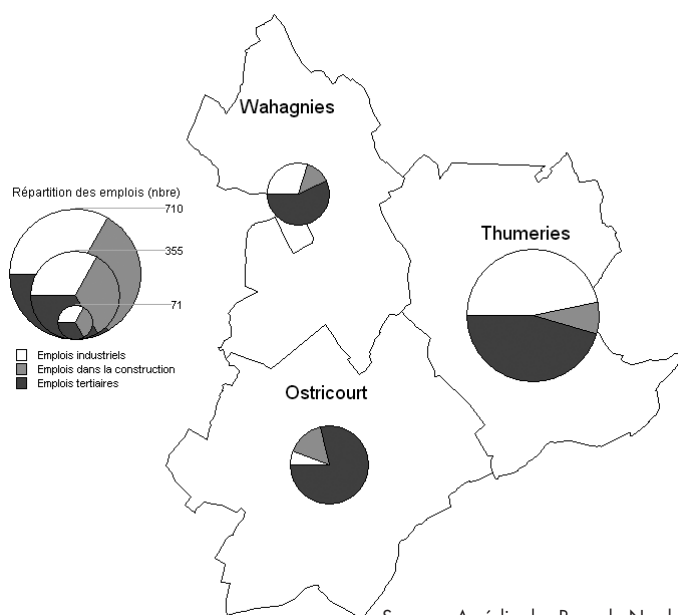 Wahagnies
Répartition des emplois (nbre)
710
355
71
Thumeries
Emplois industriels
Emplois dans la construction
Emplois tertiaires
Ostricourt